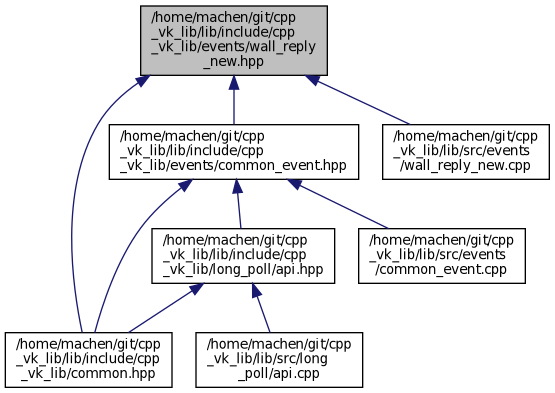 /home/machen/git/cpp
_vk_lib/lib/include/cpp
_vk_lib/events/wall_reply
_new.hpp
/home/machen/git/cpp
_vk_lib/lib/include/cpp
_vk_lib/events/common_event.hpp
/home/machen/git/cpp
_vk_lib/lib/src/events
/wall_reply_new.cpp
/home/machen/git/cpp
_vk_lib/lib/include/cpp
_vk_lib/long_poll/api.hpp
/home/machen/git/cpp
_vk_lib/lib/src/events
/common_event.cpp
/home/machen/git/cpp
_vk_lib/lib/include/cpp
_vk_lib/common.hpp
/home/machen/git/cpp
_vk_lib/lib/src/long
_poll/api.cpp